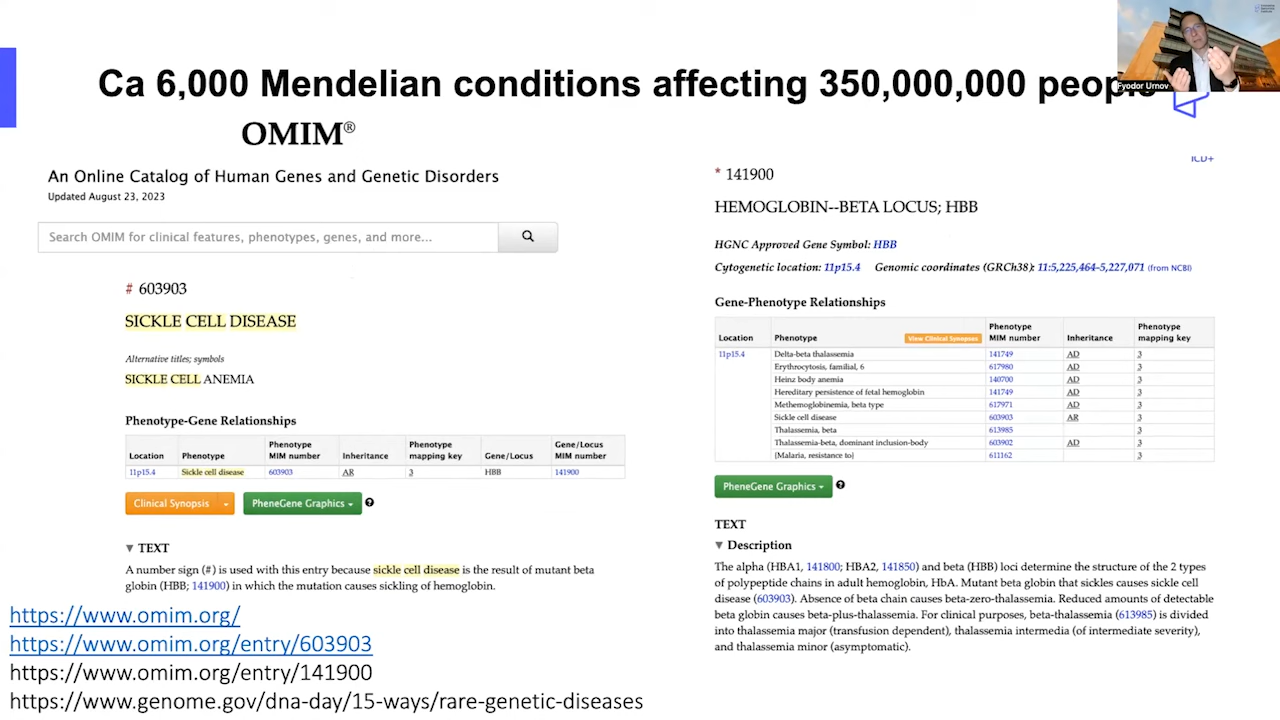 Ca 6,000 Mendelian conditions affecting 350,000,000 people
Fyodor Urnov
OMIM®
An Online Catalog of Human Genes and Genetic Disorders
Updated August 23, 2023
Search OMIM for clinical features, phenotypes, genes, and more...
# 603903
SICKLE CELL DISEASE
Alternative titles; symbols
SICKLE CELL ANEMIA
Phenotype-Gene Relationships
Location Phenotype Phenotype MIM number Inheritance Phenotype mapping key Gene/Locus Gene/Locus MIM number
11p15.4 Sickle cell disease 603903 AR 3 HBB 141900
Clinical Synopsis PheneGene Graphics ?
▼ TEXT
A number sign (#) is used with this entry because sickle cell disease is the result of mutant beta
globin (HBB; 141900) in which the mutation causes sickling of hemoglobin.
https://www.omim.org/
https://www.omim.org/entry/603903
https://www.omim.org/entry/141900
https://www.genome.gov/dna-day/15-ways/rare-genetic-diseases
ICD+
* 141900
HEMOGLOBIN--BETA LOCUS; HBB
HGNC Approved Gene Symbol: HBB
Cytogenetic location: 11p15.4 Genomic coordinates (GRCh38): 11:5,225,464-5,227,071 (from NCBI)
Gene-Phenotype Relationships
Location Phenotype View Clinical Synopses Phenotype MIM number Inheritance Phenotype mapping key
11p15.4 Delta-beta thalassemia 141749 AD 3
Erythrocytosis, familial, 6 617980 AD 3
Heinz body anemia 140700 AD 3
Hereditary persistence of fetal hemoglobin 141749 AD 3
Methemoglobinemia, beta type 617971 AD 3
Sickle cell disease 603903 AR 3
Thalassemia, beta 613985 3
Thalassemia-beta, dominant inclusion-body 603902 AD 3
{Malaria, resistance to} 611162 3
PheneGene Graphics ?
TEXT
▼ Description
The alpha (HBA1, 141800; HBA2, 141850) and beta (HBB) loci determine the structure of the 2 types
of polypeptide chains in adult hemoglobin, HbA. Mutant beta globin that sickles causes sickle cell
disease (603903). Absence of beta chain causes beta-zero-thalassemia. Reduced amounts of detectable
beta globin causes beta-plus-thalassemia. For clinical purposes, beta-thalassemia (613985) is divided
into thalassemia major (transfusion dependent), thalassemia intermedia (of intermediate severity),
and thalassemia minor (asymptomatic).